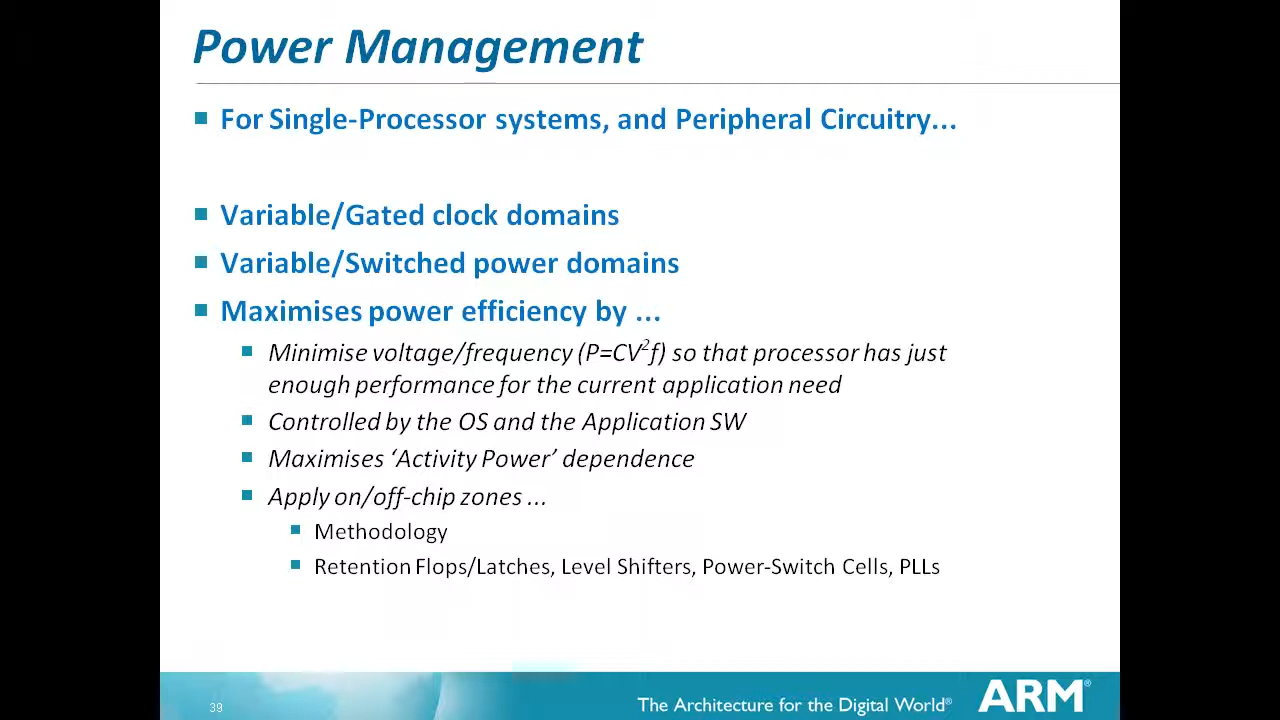 Power Management
For Single-Processor systems, and Peripheral Circuitry...
Variable/Gated clock domains
Variable/Switched power domains
Maximises power efficiency by ...
Minimise voltage/frequency (P=CV²f) so that processor has just
enough performance for the current application need
Controlled by the OS and the Application SW
Maximises ‘Activity Power’ dependence
Apply on/off-chip zones ...
Methodology
Retention Flops/Latches, Level Shifters, Power-Switch Cells, PLLs
39
The Architecture for the Digital World®
ARM®